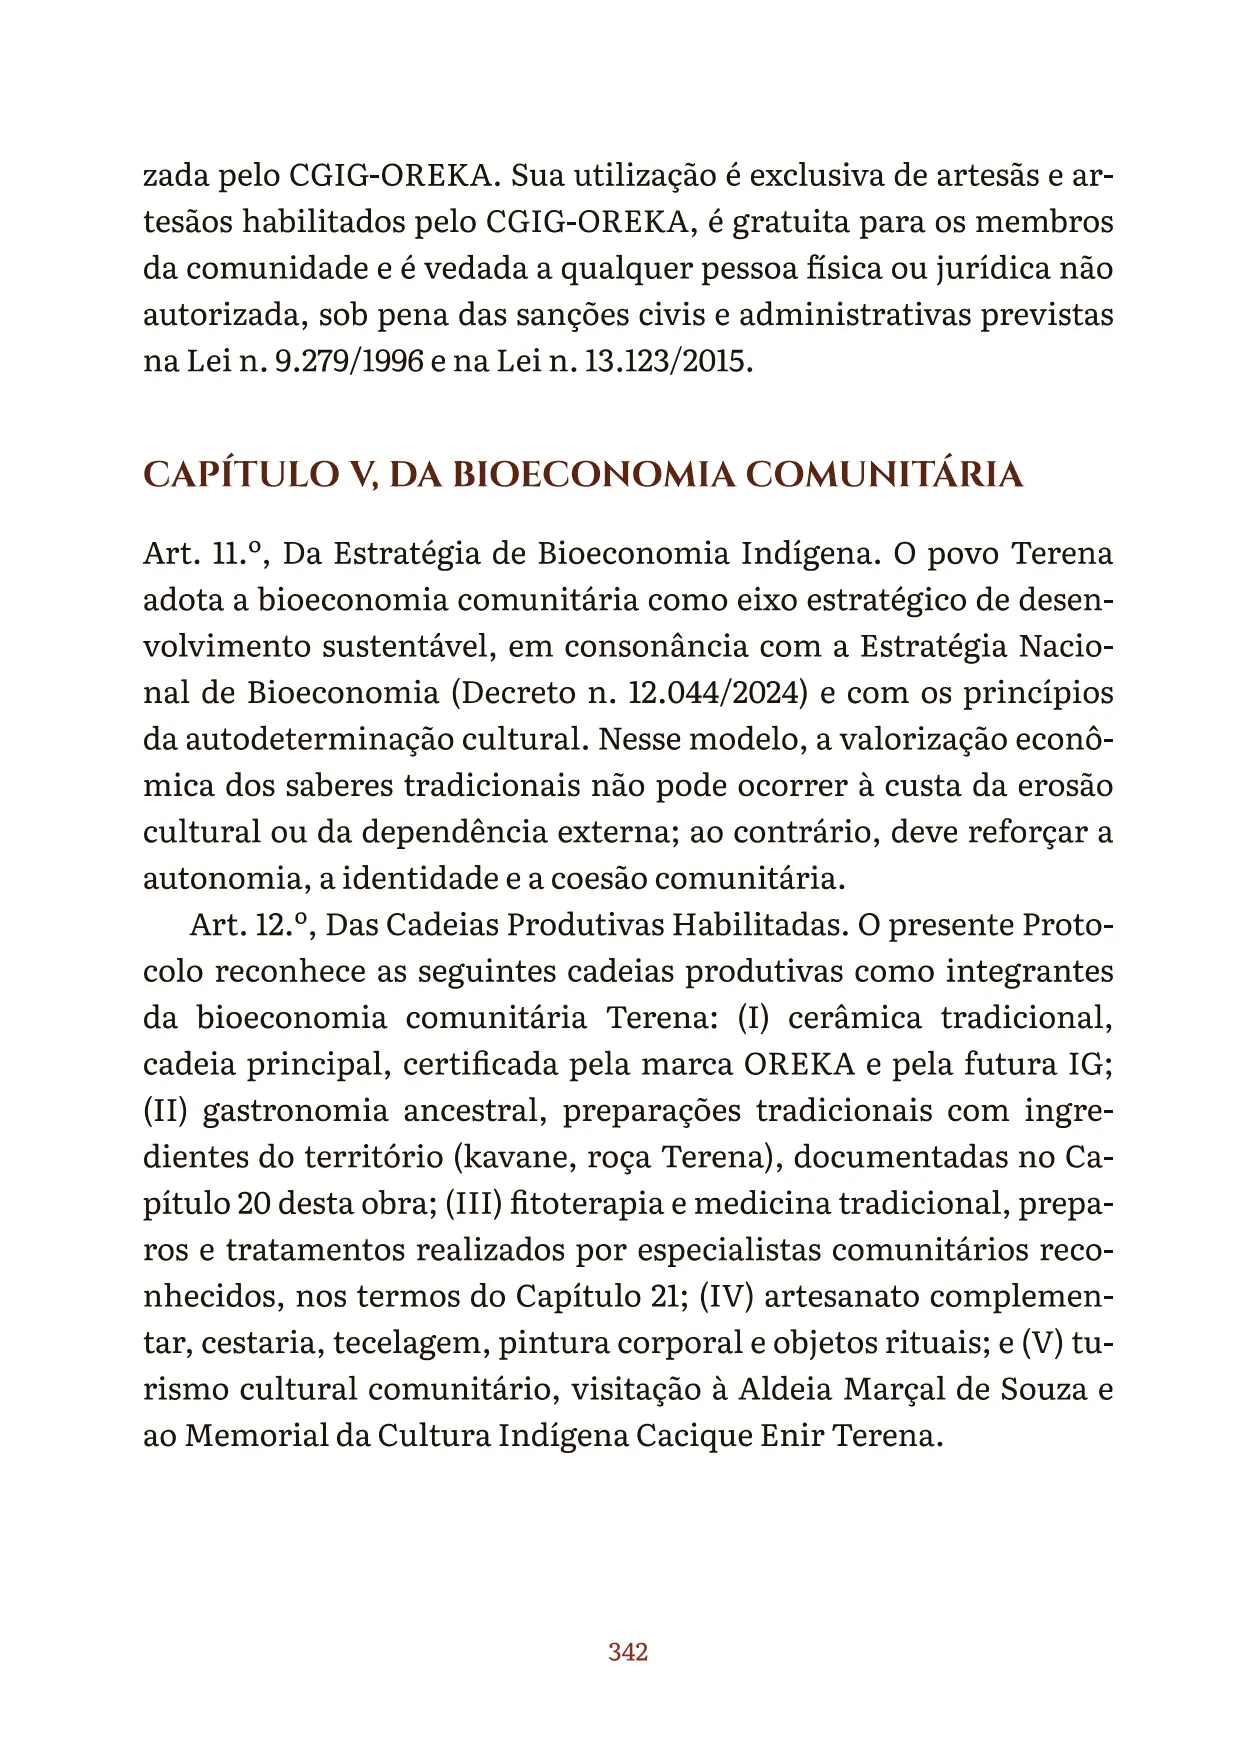 zada pelo CGIG-OREKA. Sua utilização é exclusiva de artesãs e ar-
tesãos habilitados pelo CGIG-OREKA, é gratuita para os membros
da comunidade e é vedada a qualquer pessoa física ou jurídica não
autorizada, sob pena das sanções civis e administrativas previstas
na Lei n. 9.279/1996 e na Lei n. 13.123/2015.
CAPÍTULO V, DA BIOECONOMIA COMUNITÁRIA
Art. 11.º, Da Estratégia de Bioeconomia Indígena. O povo Terena
adota a bioeconomia comunitária como eixo estratégico de desen-
volvimento sustentável, em consonância com a Estratégia Nacio-
nal de Bioeconomia (Decreto n. 12.044/2024) e com os princípios
da autodeterminação cultural. Nesse modelo, a valorização econô-
mica dos saberes tradicionais não pode ocorrer à custa da erosão
cultural ou da dependência externa; ao contrário, deve reforçar a
autonomia, a identidade e a coesão comunitária.
Art. 12.º, Das Cadeias Produtivas Habilitadas. O presente Proto-
colo reconhece as seguintes cadeias produtivas como integrantes
da bioeconomia comunitária Terena: (I) cerâmica tradicional,
cadeia principal, certificada pela marca OREKA e pela futura IG;
(II) gastronomia ancestral, preparações tradicionais com ingre-
dientes do território (kavane, roça Terena), documentadas no Ca-
pítulo 20 desta obra; (III) fitoterapia e medicina tradicional, prepa-
ros e tratamentos realizados por especialistas comunitários reco-
nhecidos, nos termos do Capítulo 21; (IV) artesanato complemen-
tar, cestaria, tecelagem, pintura corporal e objetos rituais; e (V) tu-
rismo cultural comunitário, visitação à Aldeia Marçal de Souza e
ao Memorial da Cultura Indígena Cacique Enir Terena.
342